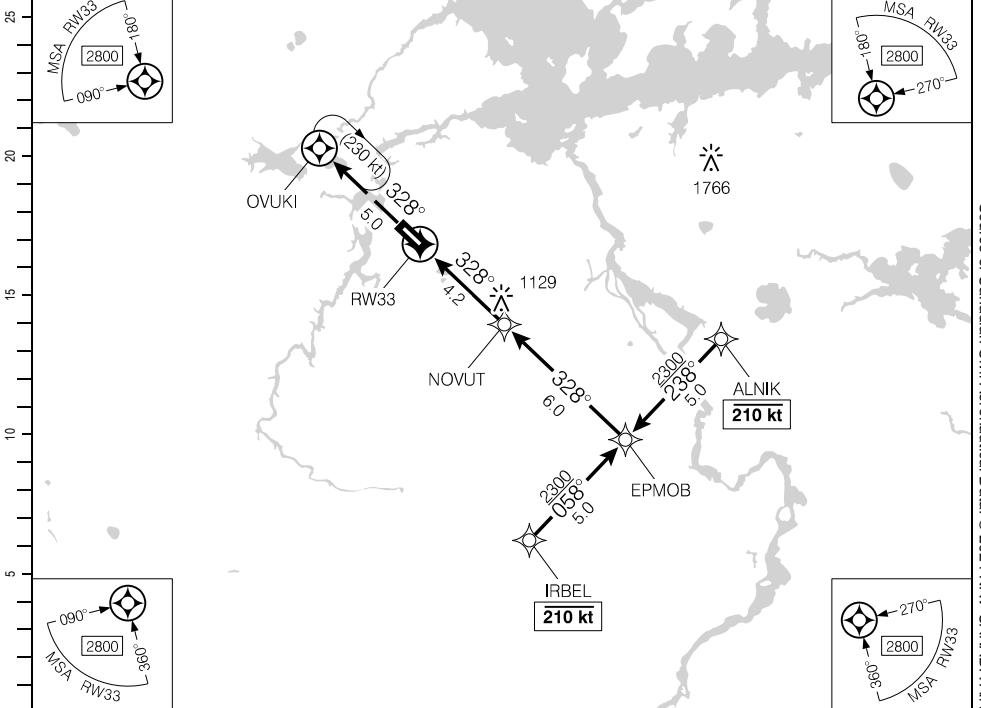 25
20
15
10
5
MSA RW33
2800
180°
090°
MSA RW33
2800
180°
270°
1766
(230 kt)
OVUKI
328°
5.0
RW33
328°
4.2
1129
NOVUT
328°
6.0
2300
238°
5.0
ALNIK
210 kt
EPMOB
2300
058°
5.0
IRBEL
210 kt
090°
2800
360°
MSA RW33
270°
2800
360°
MSA RW33